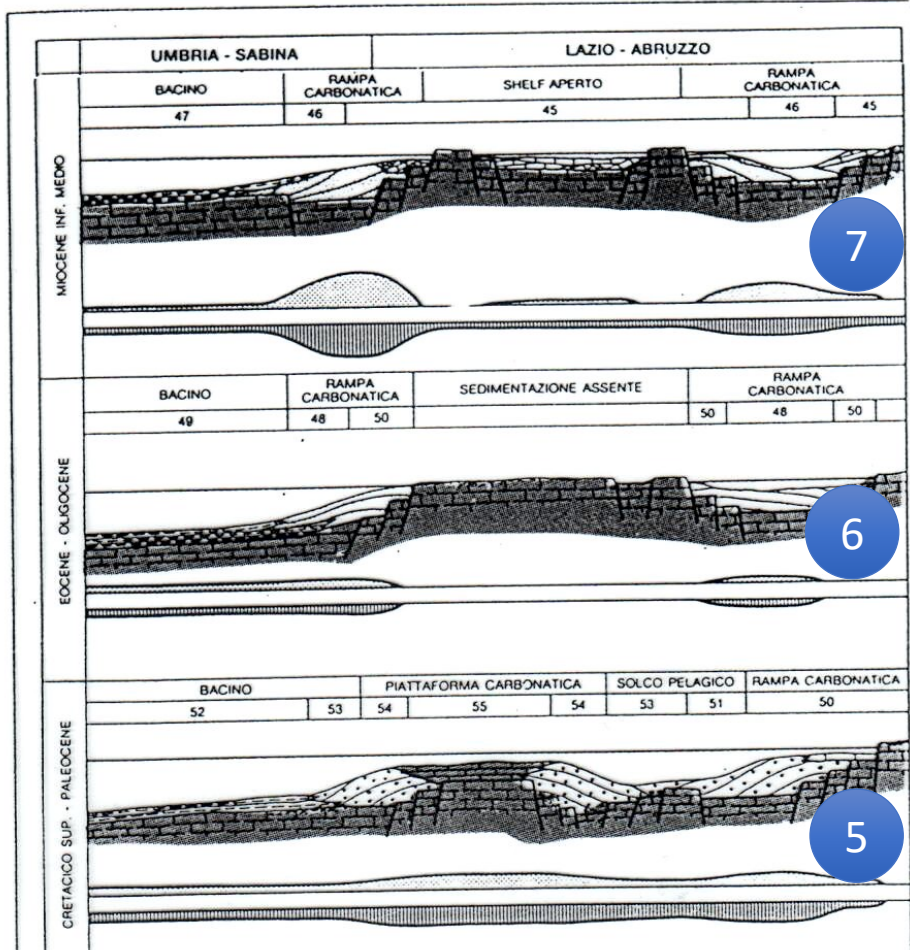 UMBRIA - SABINA LAZIO - ABRUZZO
BACINO RAMPA CARBONATICA SHELF APERTO RAMPA CARBONATICA
47 46 45 46 45
MIOCENE INF. MEDIO
7
BACINO RAMPA CARBONATICA SEDIMENTAZIONE ASSENTE RAMPA CARBONATICA
49 48 50 50 48 50
EOCENE - OLIGOCENE
6
BACINO PIATTAFORMA CARBONATICA SOLCO PELAGICO RAMPA CARBONATICA
52 53 54 55 54 53 51 50
CRETACICO SUP. - PALEOCENE
5